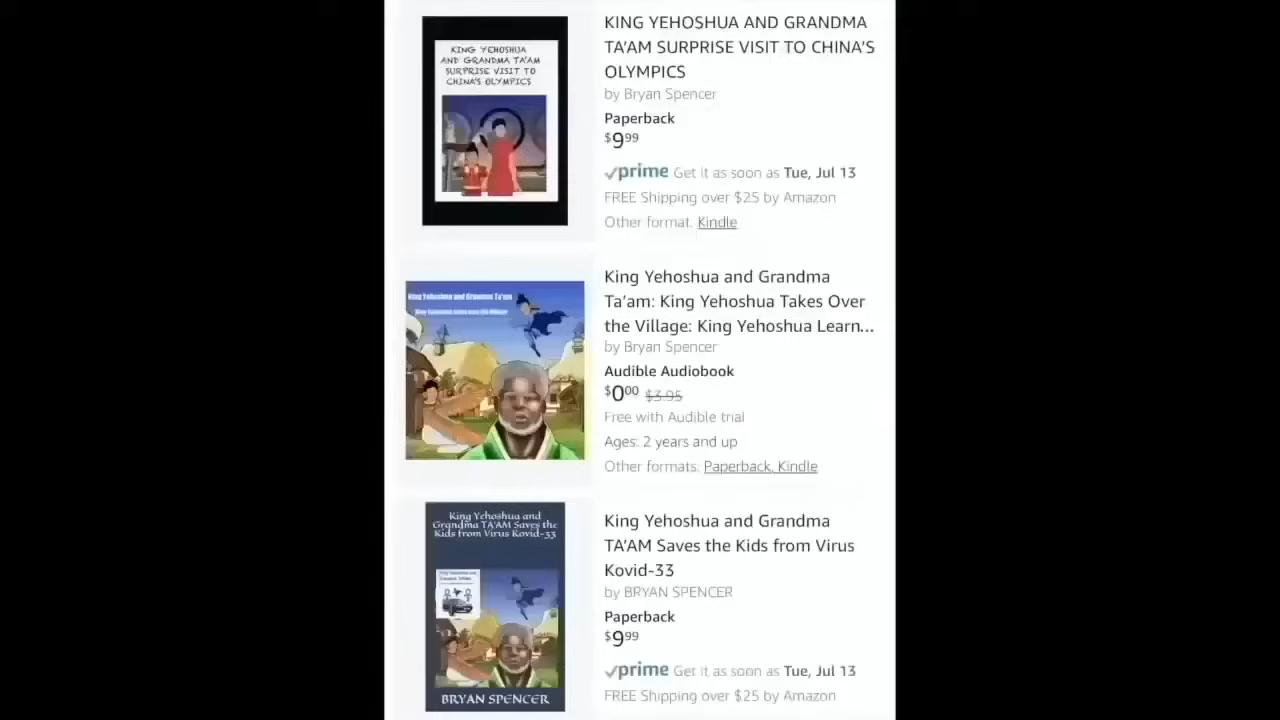 KING YEHOSHUA
AND GRANDMA TA'AM
SURPRISE VISIT TO
CHINA'S OLYMPICS
KING YEHOSHUA AND GRANDMA
TA'AM SURPRISE VISIT TO CHINA'S
OLYMPICS
by Bryan Spencer
Paperback
$9.99
prime Get it as soon as Tue, Jul 13
FREE Shipping over $25 by Amazon
Other format. Kindle
King Yehoshua and Grandma Ta'am
King Yehoshua and Grandma
Ta'am: King Yehoshua Takes Over
the Village: King Yehoshua Learn...
by Bryan Spencer
Audible Audiobook
$0.00 $3.95
Free with Audible trial
Ages: 2 years and up
Other formats. Paperback, Kindle
King Yehoshua and
Grandma TA'AM Saves the
Kids from Virus Kovid-33
BRYAN SPENCER
King Yehoshua and Grandma
TA'AM Saves the Kids from Virus
Kovid-33
by BRYAN SPENCER
Paperback
$9.99
prime Get it as soon as Tue, Jul 13
FREE Shipping over $25 by Amazon